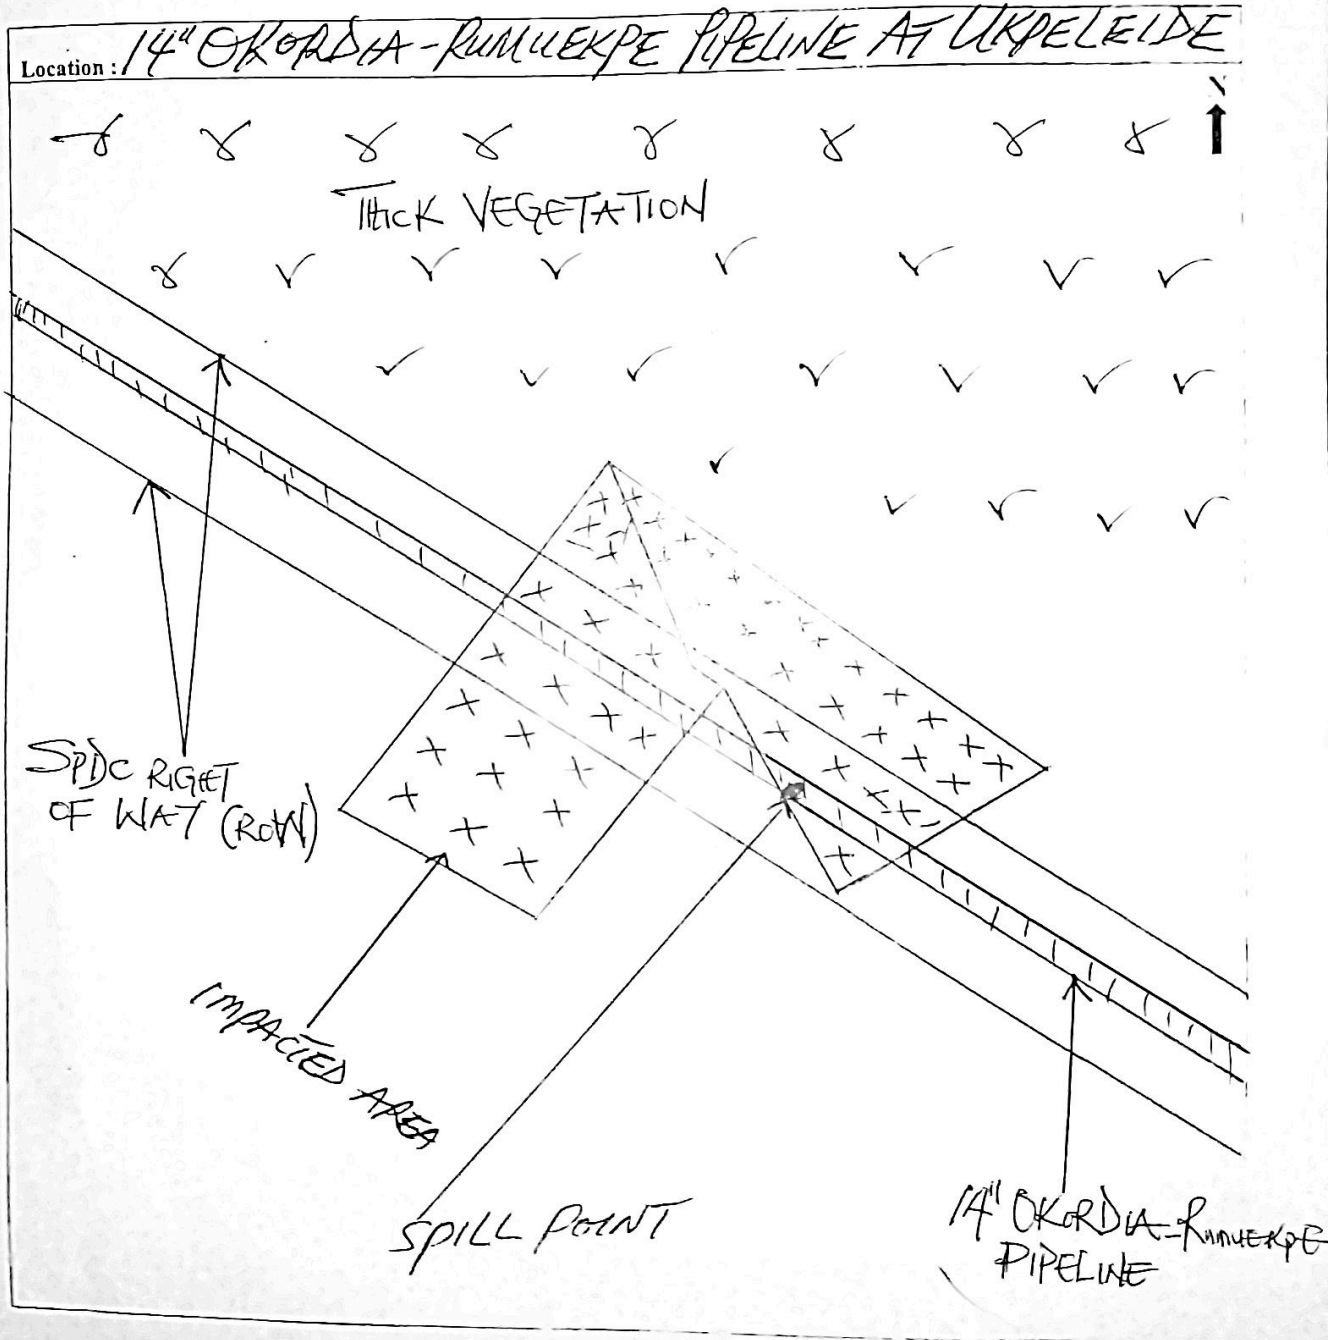 Location : 14" OKORDIA-RUMUEKPE PIPELINE AT UKPELEIDE
N
THICK VEGETATION
SPDC RIGHT
OF WAY (ROW)
IMPACTED AREA
SPILL POINT
14" OKORDIA-RUMUEKPE
PIPELINE